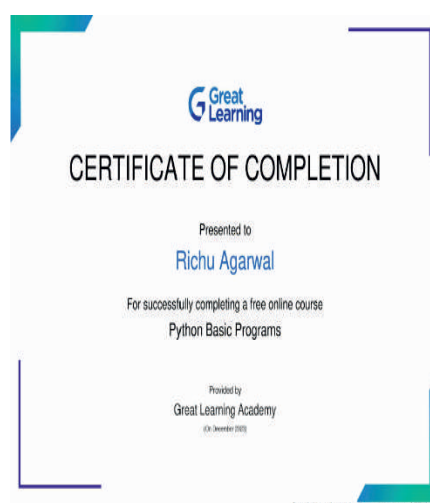 Great
Learning
CERTIFICATE OF COMPLETION
Presented to
Richu Agarwal
For successfully completing a free online course
Python Basic Programs
Provided by
Great Learning Academy
(On December